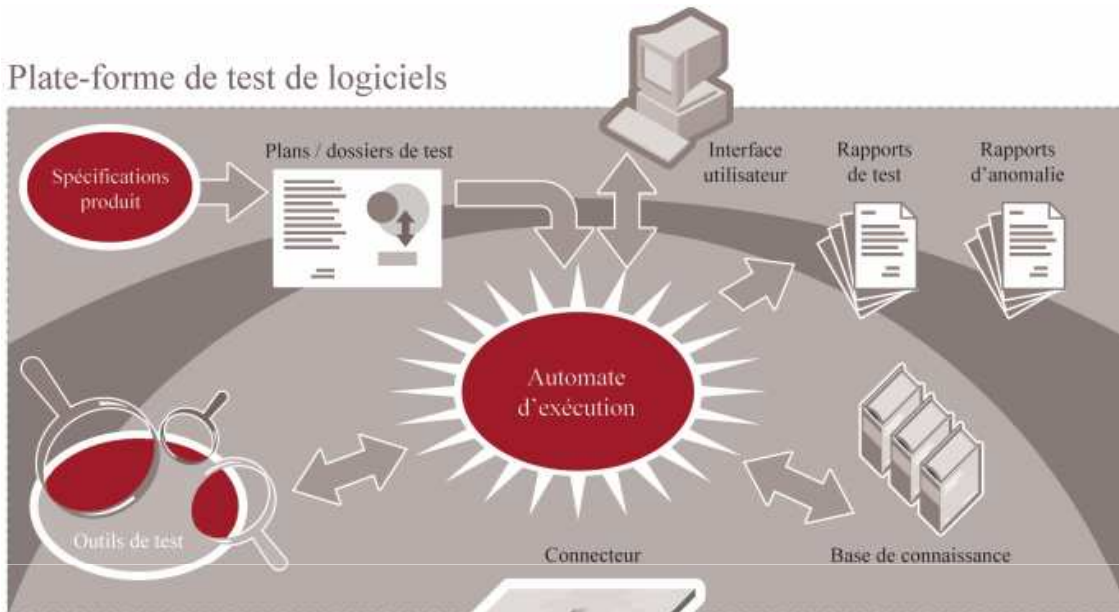 Plate-forme de test de logiciels
Spécifications
produit
Plans / dossiers de test
Interface
utilisateur
Rapports
de test
Rapports
d'anomalie
Automate
d'exécution
Outils de test
Connecteur
Base de connaissance